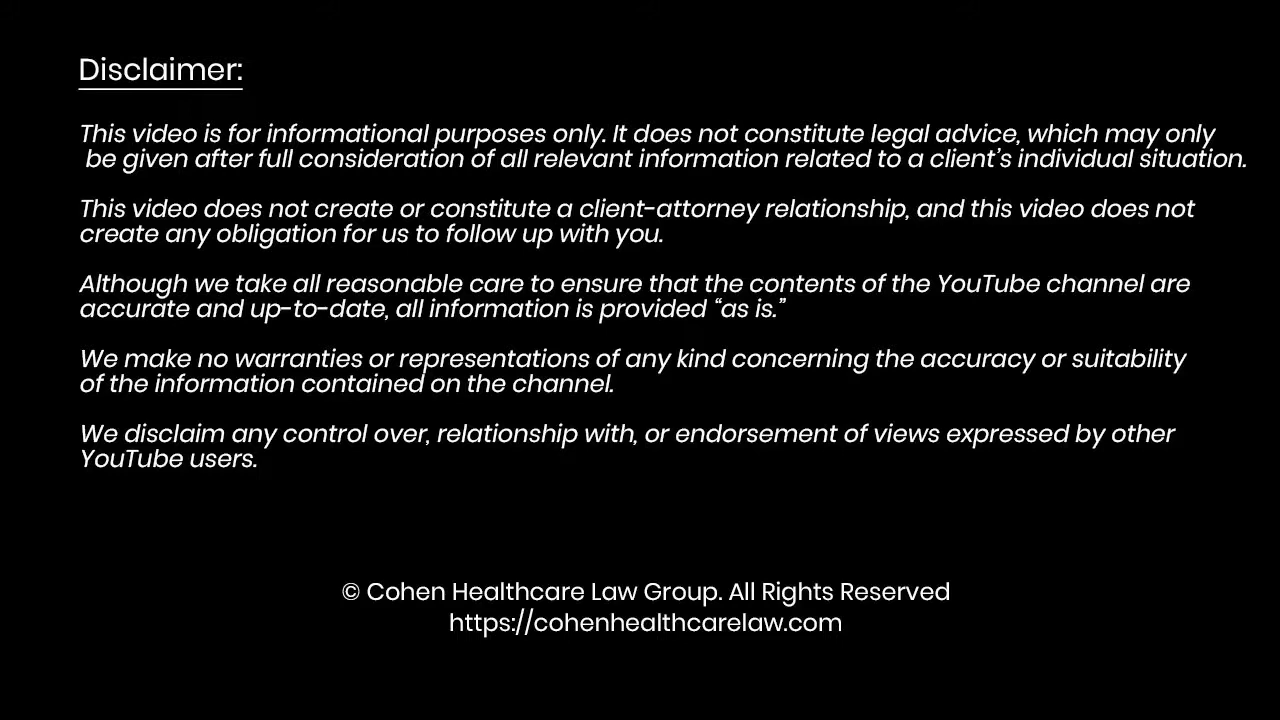 Disclaimer:
This video is for informational purposes only. It does not constitute legal advice, which may only
be given after full consideration of all relevant information related to a client’s individual situation.
This video does not create or constitute a client-attorney relationship, and this video does not
create any obligation for us to follow up with you.
Although we take all reasonable care to ensure that the contents of the YouTube channel are
accurate and up-to-date, all information is provided “as is.”
We make no warranties or representations of any kind concerning the accuracy or suitability
of the information contained on the channel.
We disclaim any control over, relationship with, or endorsement of views expressed by other
YouTube users.
© Cohen Healthcare Law Group. All Rights Reserved
https://cohenhealthcarelaw.com